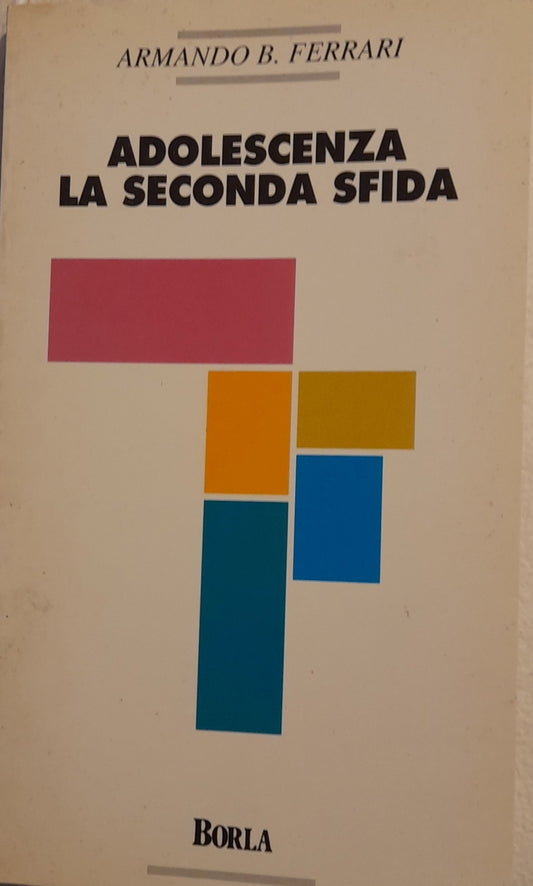 ARMANDO B. FERRARI
ADOLESCENZA
LA SECONDA SFIDA
BORLA